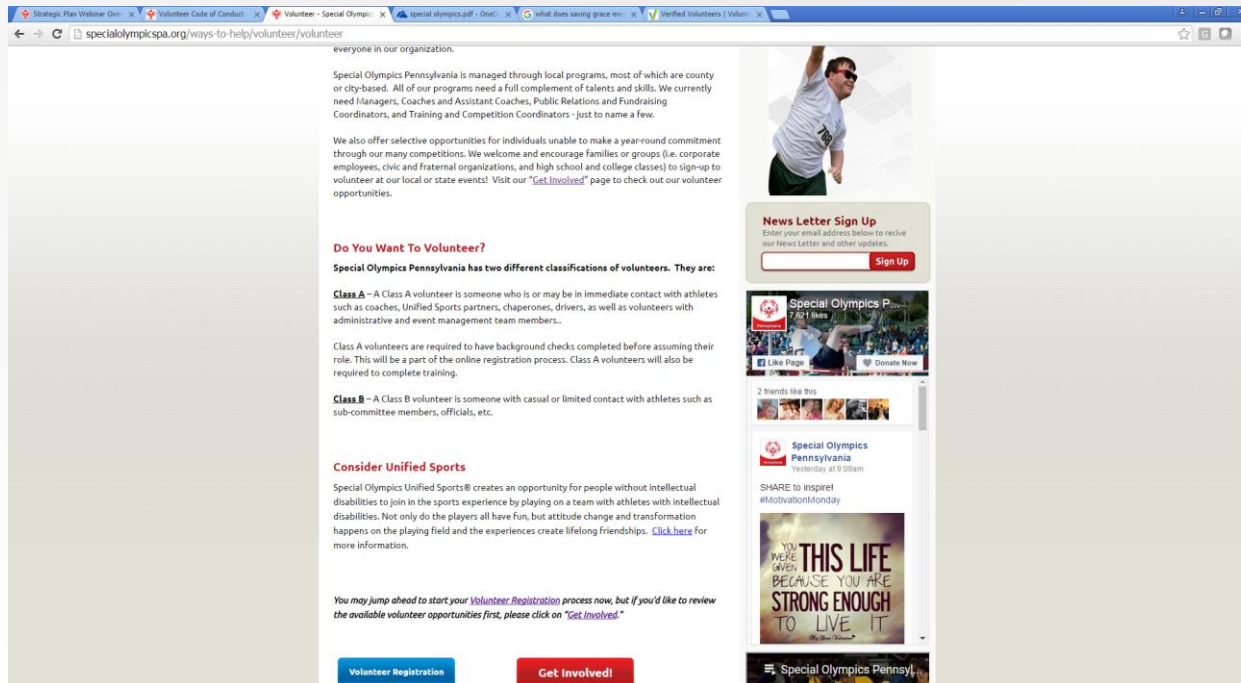 Strategic Plan Webinar Over
Volunteer Code of Conduct
Volunteer - Special Olympic
special olympics.pdf - OneD
what does saving grace me
Verified Volunteers | Volunt
specialolympicspa.org/ways-to-help/volunteer/volunteer
everyone in our organization.
Special Olympics Pennsylvania is managed through local programs, most of which are county
or city-based. All of our programs need a full complement of talents and skills. We currently
need Managers, Coaches and Assistant Coaches, Public Relations and Fundraising
Coordinators, and Training and Competition Coordinators - just to name a few.
We also offer selective opportunities for individuals unable to make a year-round commitment
through our many competitions. We welcome and encourage families or groups (i.e. corporate
employees, civic and fraternal organizations, and high school and college classes) to sign-up to
volunteer at our local or state events! Visit our "Get Involved" page to check out our volunteer
opportunities.
Do You Want To Volunteer?
Special Olympics Pennsylvania has two different classifications of volunteers. They are:
Class A – A Class A volunteer is someone who is or may be in immediate contact with athletes
such as coaches, Unified Sports partners, chaperones, drivers, as well as volunteers with
administrative and event management team members..
Class A volunteers are required to have background checks completed before assuming their
role. This will be a part of the online registration process. Class A volunteers will also be
required to complete training.
Class B – A Class B volunteer is someone with casual or limited contact with athletes such as
sub-committee members, officials, etc.
Consider Unified Sports
Special Olympics Unified Sports® creates an opportunity for people without intellectual
disabilities to join in the sports experience by playing on a team with athletes with intellectual
disabilities. Not only do the players all have fun, but attitude change and transformation
happens on the playing field and the experiences create lifelong friendships. Click here for
more information.
You may jump ahead to start your Volunteer Registration process now, but if you'd like to review
the available volunteer opportunities first, please click on "Get Involved."
Volunteer Registration
Get Involved!
768
News Letter Sign Up
Enter your email address below to recive
our News Letter and other updates.
Sign Up
Special Olympics P...
7,621 likes
Pennsylvania
Like Page
Donate Now
2 friends like this
Special Olympics
Pennsylvania
Yesterday at 9:09am
SHARE to inspire!
#MotivationMonday
YOU WERE GIVEN THIS LIFE
BECAUSE YOU ARE
STRONG ENOUGH
TO LIVE IT
Special Olympics Pennsyl...